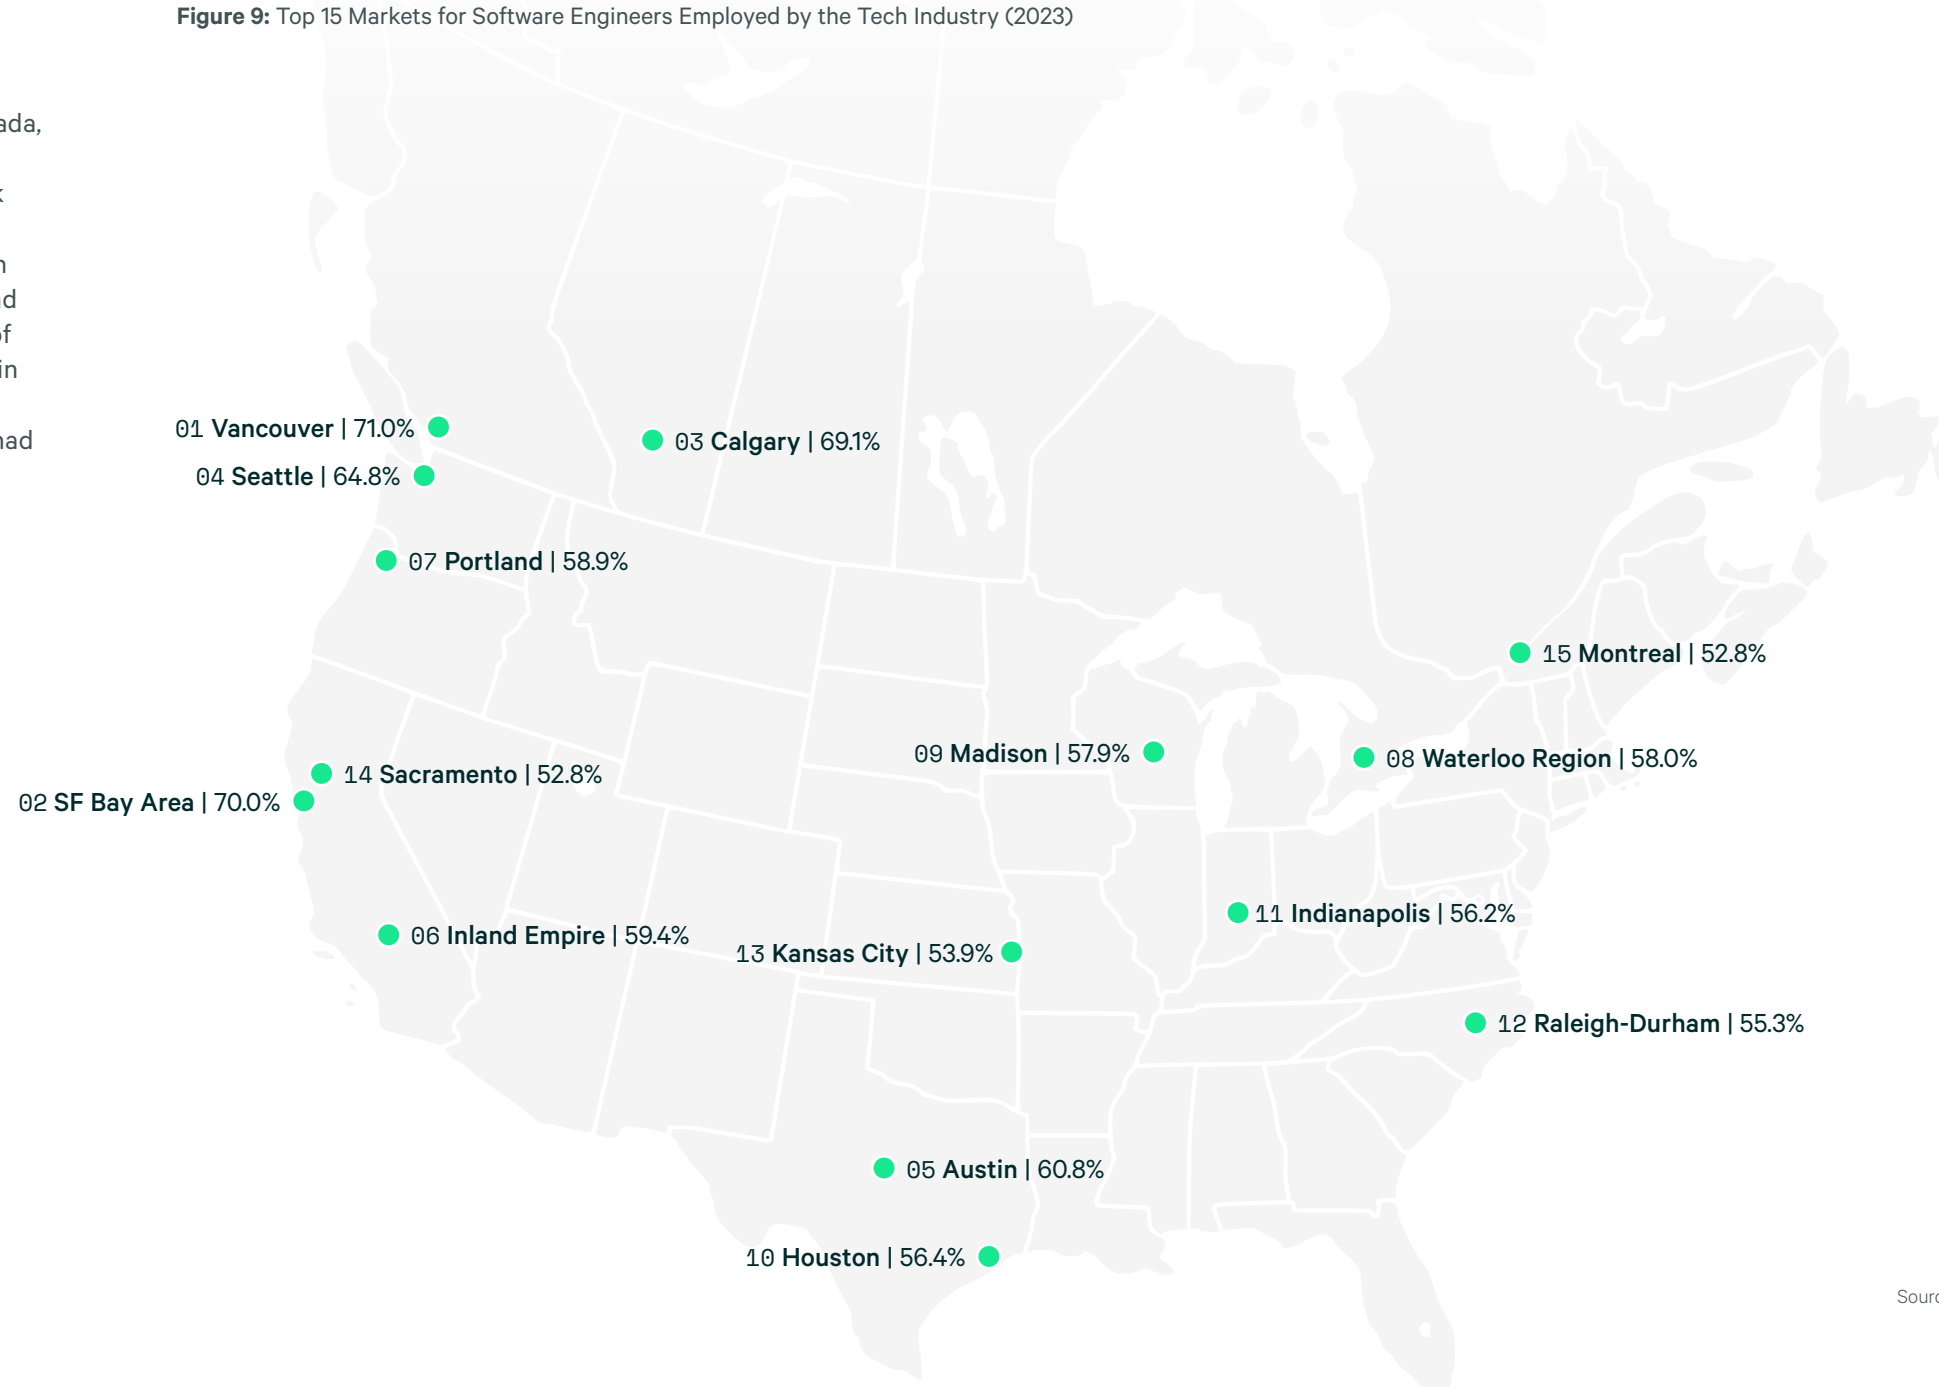 Figure 9: Top 15 Markets for Software Engineers Employed by the Tech Industry (2023)
of
in
01 Vancouver | 71.0%
03 Calgary | 69.1%
04 Seattle | 64.8%
07 Portland | 58.9%
15 Montreal | 52.8%
09 Madison | 57.9%
08 Waterloo Region | 58.0%
14 Sacramento | 52.8%
02 SF Bay Area | 70.0%
11 Indianapolis | 56.2%
06 Inland Empire | 59.4%
13 Kansas City | 53.9%
12 Raleigh-Durham | 55.3%
05 Austin | 60.8%
10 Houston | 56.4%